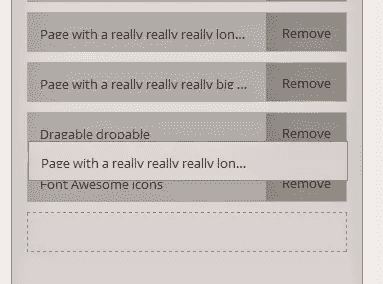 Page with a really really really lon... Remove
Page with a really really really big ... Remove
Dragable dropable Remove
Page with a really really really lon...
Font Awesome Icons Remove